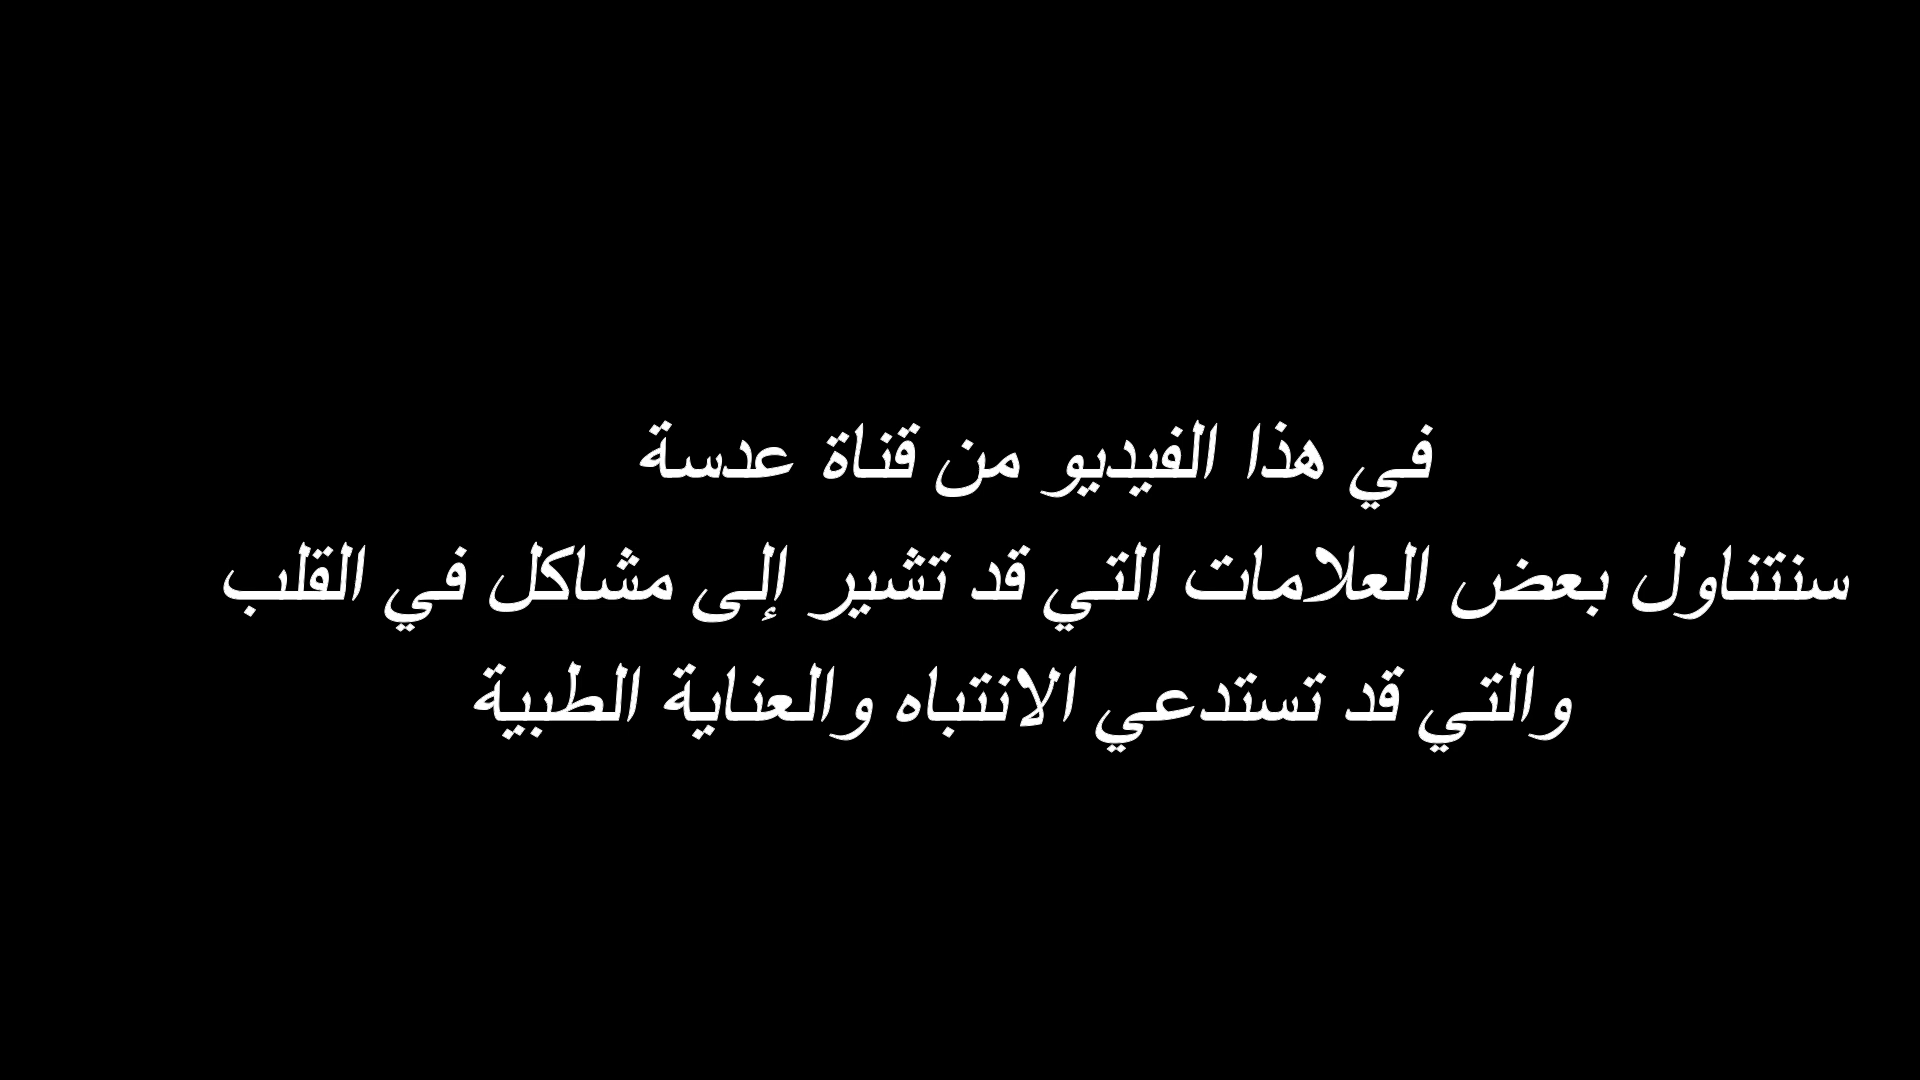 في هذا الفيديو من قناة عدسة
سنتناول بعض العلامات التي قد تشير إلى مشاكل في القلب
والتي قد تستدعي الانتباه والعناية الطبية